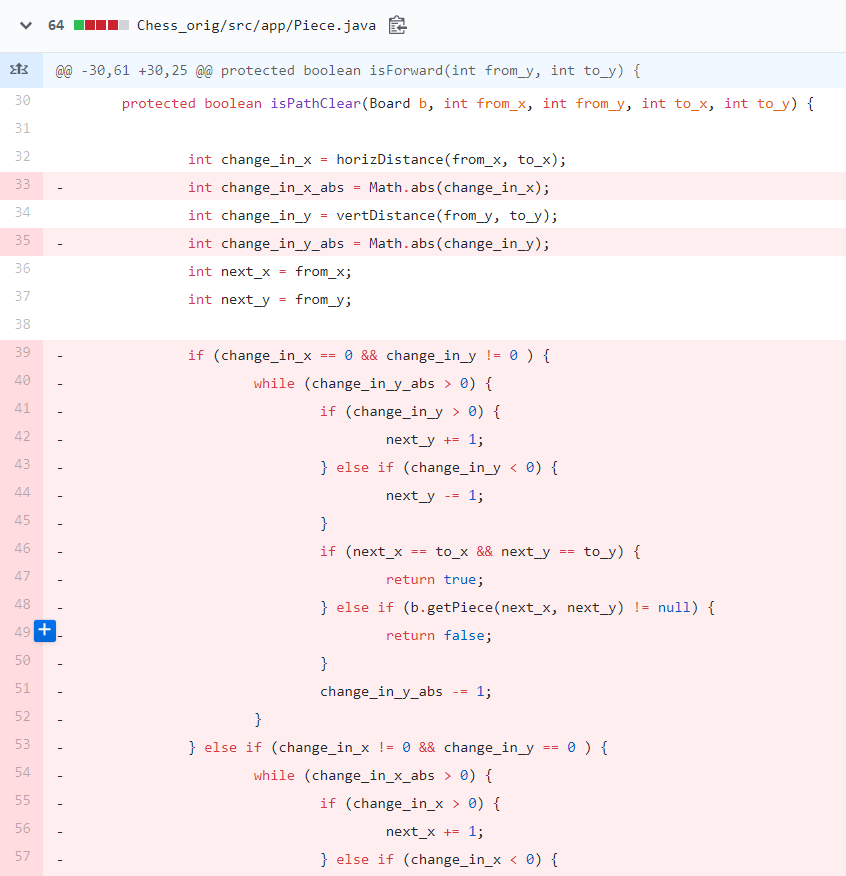 64 Chess_orig/src/app/Piece.java
@@ -30,61 +30,25 @@ protected boolean isForward(int from_y, int to_y) {
30 protected boolean isPathClear(Board b, int from_x, int from_y, int to_x, int to_y) {
31
32 int change_in_x = horizDistance(from_x, to_x);
33 - int change_in_x_abs = Math.abs(change_in_x);
34 int change_in_y = vertDistance(from_y, to_y);
35 - int change_in_y_abs = Math.abs(change_in_y);
36 int next_x = from_x;
37 int next_y = from_y;
38
39 - if (change_in_x == 0 && change_in_y != 0 ) {
40 - while (change_in_y_abs > 0) {
41 - if (change_in_y > 0) {
42 - next_y += 1;
43 - } else if (change_in_y < 0) {
44 - next_y -= 1;
45 - }
46 - if (next_x == to_x && next_y == to_y) {
47 - return true;
48 - } else if (b.getPiece(next_x, next_y) != null) {
49 + - return false;
50 - }
51 - change_in_y_abs -= 1;
52 - }
53 - } else if (change_in_x != 0 && change_in_y == 0 ) {
54 - while (change_in_x_abs > 0) {
55 - if (change_in_x > 0) {
56 - next_x += 1;
57 - } else if (change_in_x < 0) {